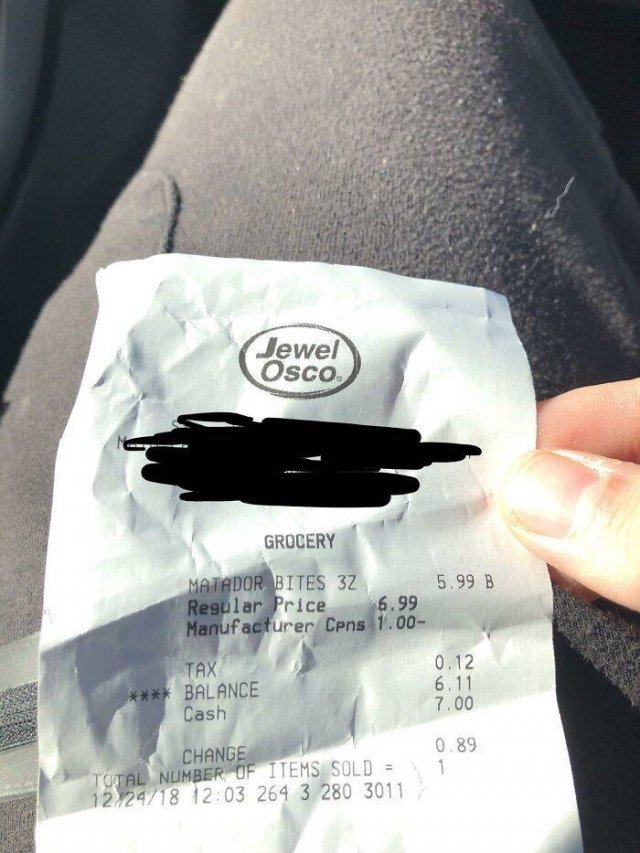 Jewel
Osco
GROCERY
MATADOR BITES 3Z 5.99 B
Regular Price 6.99
Manufacturer Cpns 1.00-
TAX 0.12
**** BALANCE 6.11
Cash 7.00
CHANGE 0.89
TOTAL NUMBER OF ITEMS SOLD = 1
12/24/18 12:03 264 3 280 3011